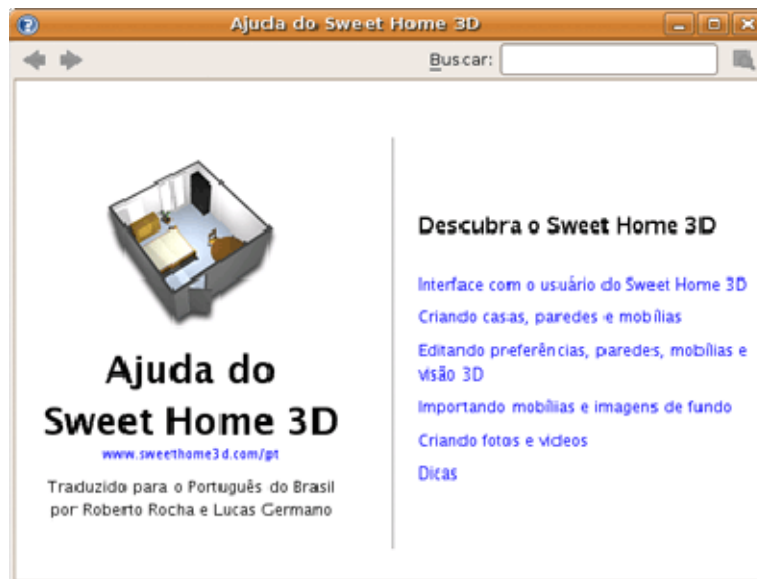 Ajuda do Sweet Home 3D
Buscar:
Ajuda do
Sweet Home 3D
www.sweethome3d.com/pt
Traduzido para o Português do Brasil
por Roberto Rocha e Lucas Germano
Descubra o Sweet Home 3D
Interface com o usuário do Sweet Home 3D
Criando casas, paredes e mobílias
Editando preferências, paredes, mobílias e
visão 3D
Importando mobílias e imagens de fundo
Criando fotos e vídeos
Dicas